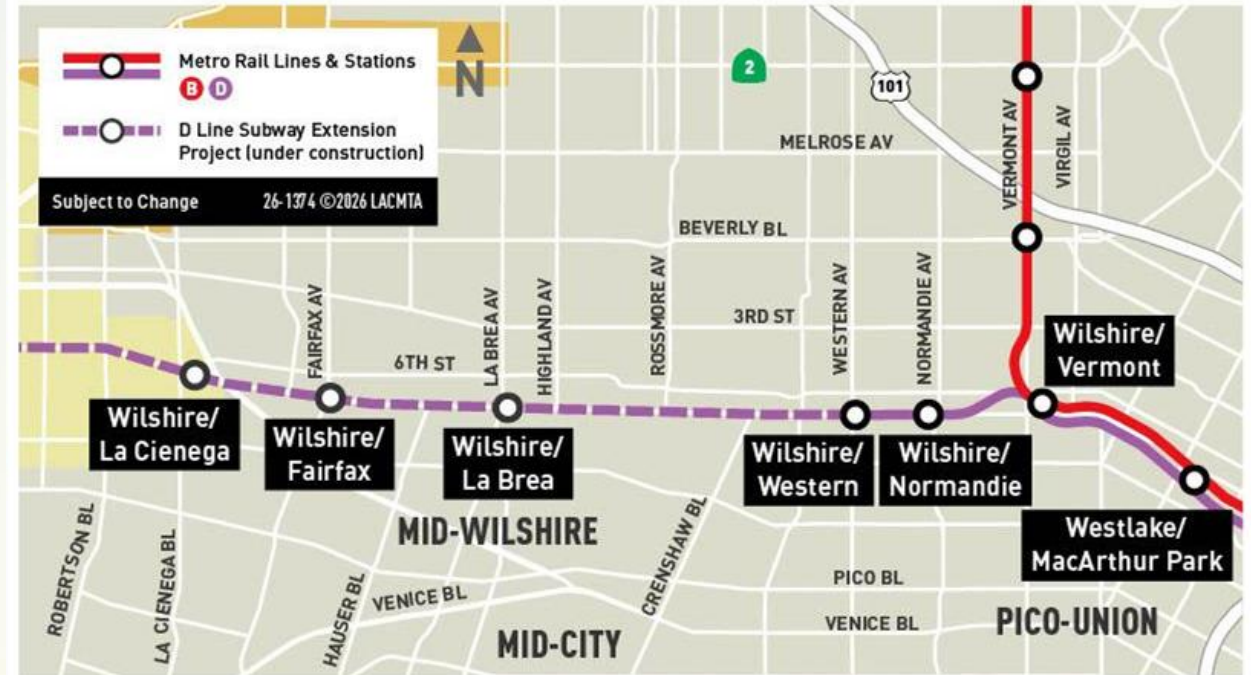 Metro Rail Lines & Stations
B D
D Line Subway Extension
Project (under construction)
Subject to Change 26-1374 ©2026 LACMTA
N
2
101
MELROSE AV
VERMONT AV
VIRGIL AV
BEVERLY BL
FAIRFAX AV
LA BREA AV
HIGHLAND AV
ROSSMORE AV
3RD ST
WESTERN AV
NORMANDIE AV
6TH ST
Wilshire/
Vermont
Wilshire/
La Cienega
Wilshire/
Fairfax
Wilshire/
La Brea
Wilshire/
Western
Wilshire/
Normandie
Westlake/
MacArthur Park
MID-WILSHIRE
ROBERTSON BL
LA CIENEGA BL
HAUSER BL
VENICE BL
CRENSHAW BL
PICO BL
VENICE BL
PICO-UNION
MID-CITY